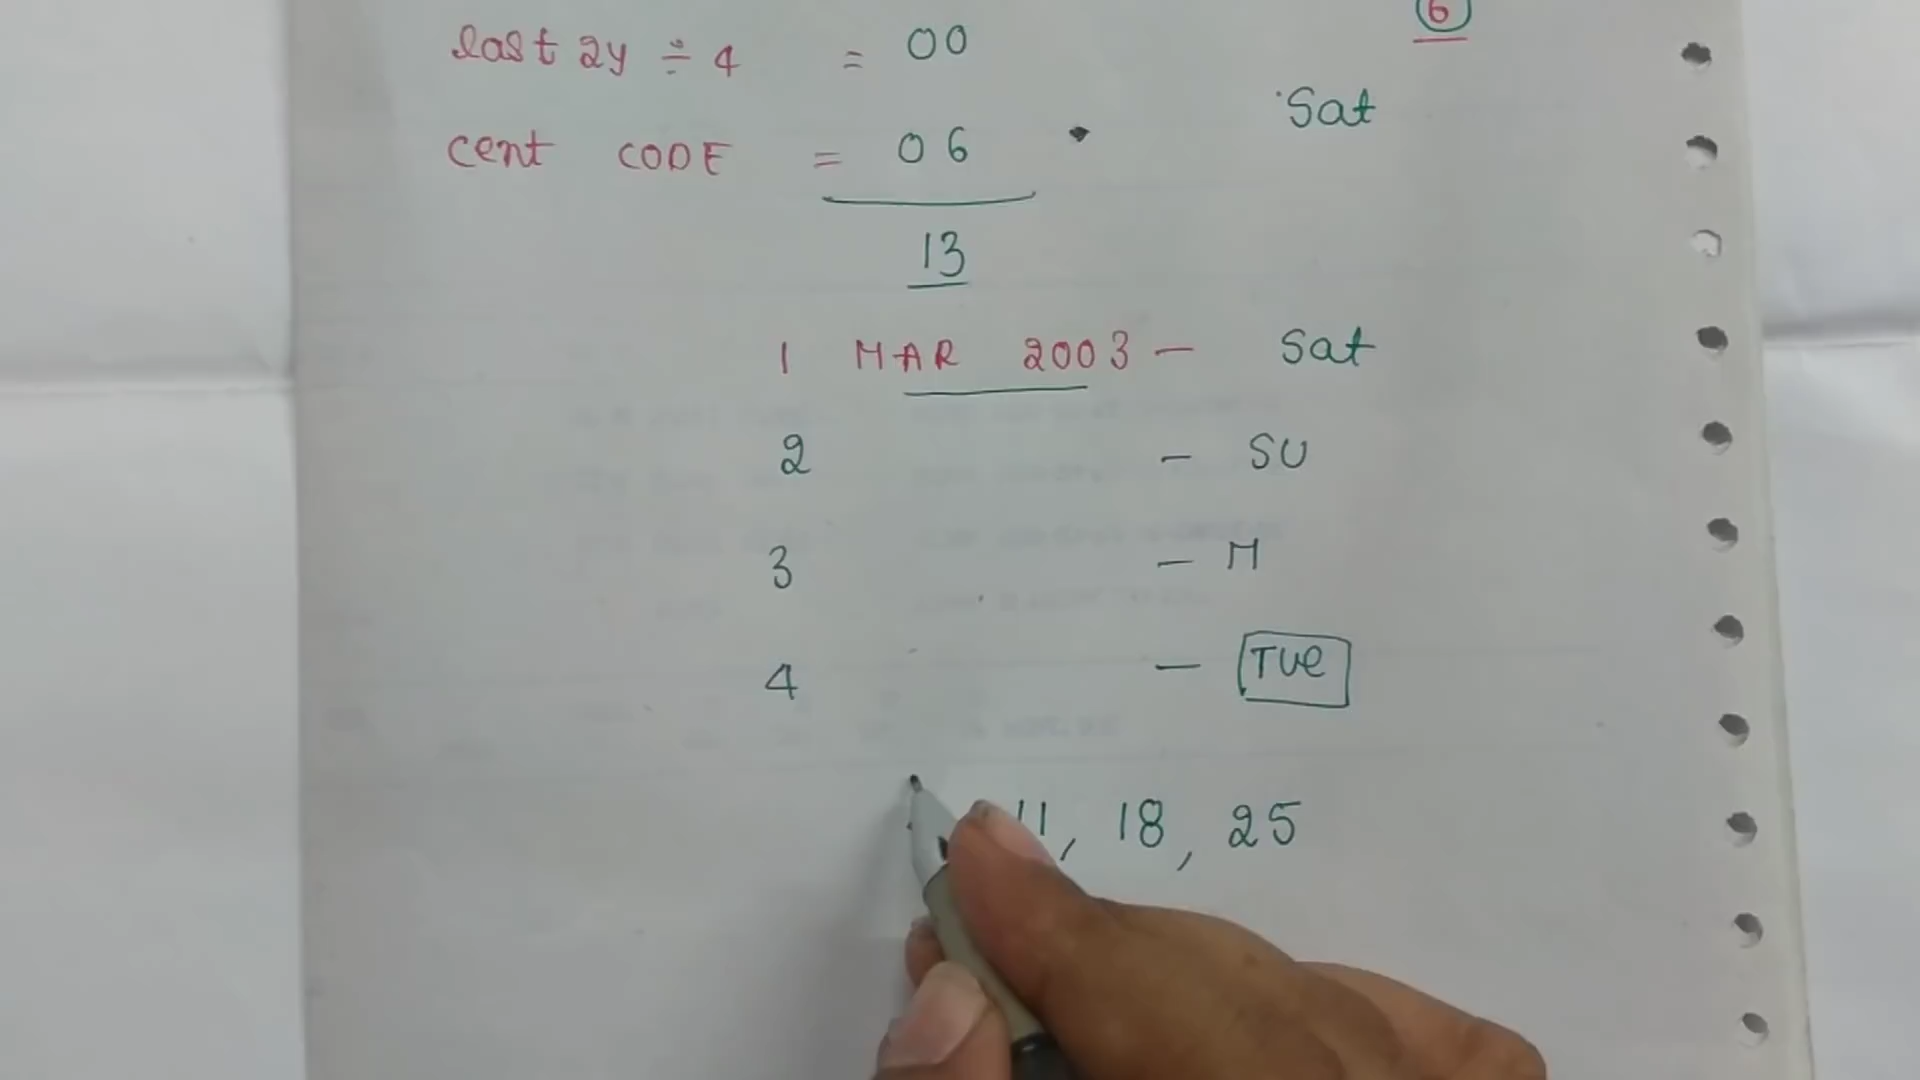 last 2y ÷ 4 = 00
6
Sat
cent CODE = 06
13
1 MAR 2003 — Sat
2 — SU
3 — M
4 — Tue
11, 18, 25